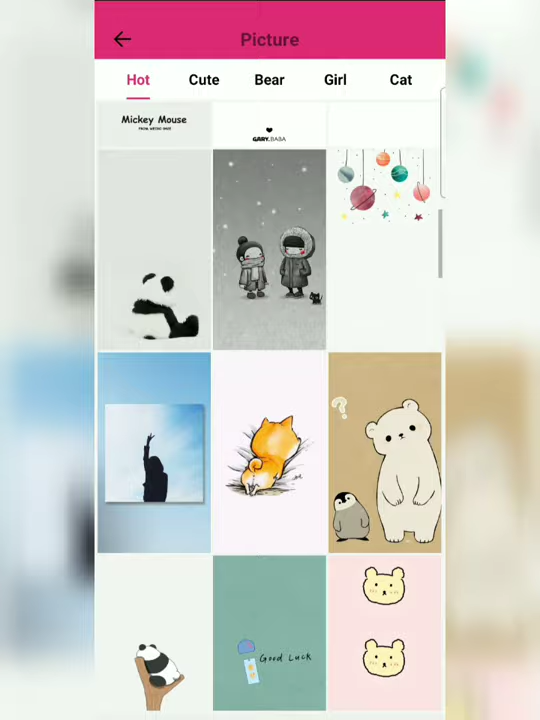 Picture
Hot Cute Bear Girl Cat
Mickey Mouse
GARY.BABA
?
Good Luck